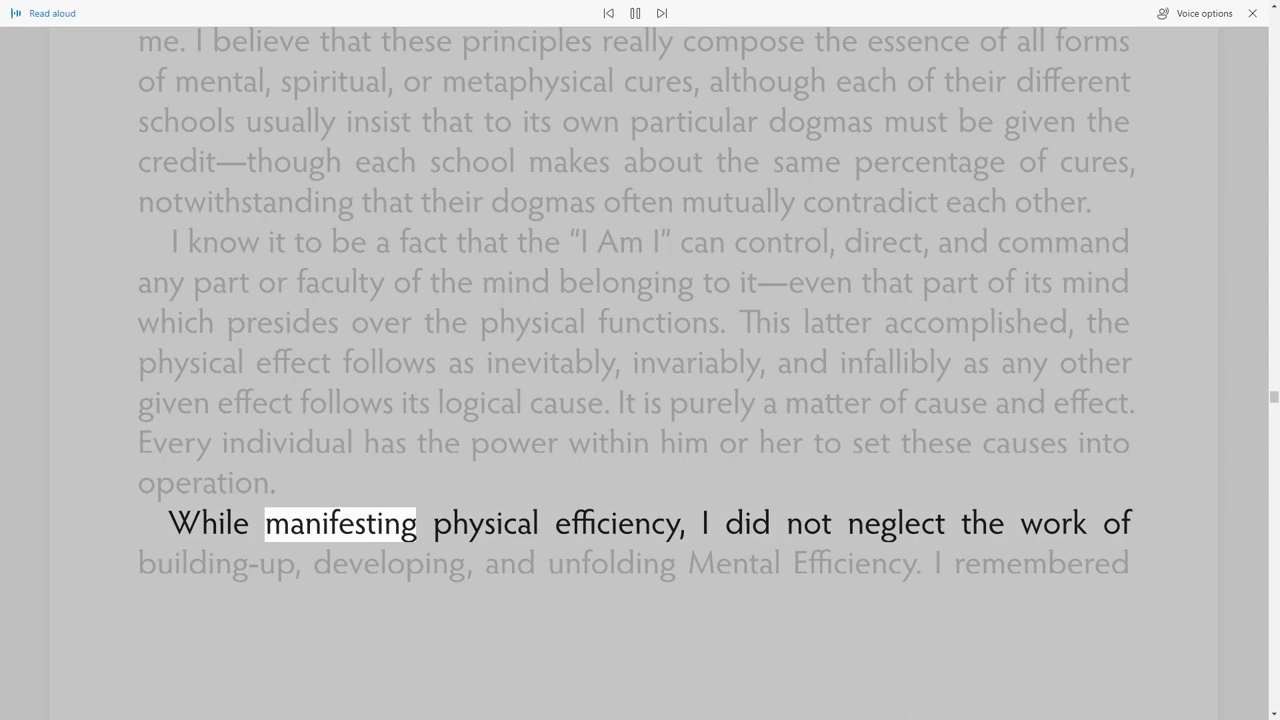 Read aloud
Voice options
me. I believe that these principles really compose the essence of all forms
of mental, spiritual, or metaphysical cures, although each of their different
schools usually insist that to its own particular dogmas must be given the
credit—though each school makes about the same percentage of cures,
notwithstanding that their dogmas often mutually contradict each other.
I know it to be a fact that the “I Am I” can control, direct, and command
any part or faculty of the mind belonging to it—even that part of its mind
which presides over the physical functions. This latter accomplished, the
physical effect follows as inevitably, invariably, and infallibly as any other
given effect follows its logical cause. It is purely a matter of cause and effect.
Every individual has the power within him or her to set these causes into
operation.
While manifesting physical efficiency, I did not neglect the work of
building-up, developing, and unfolding Mental Efficiency. I remembered